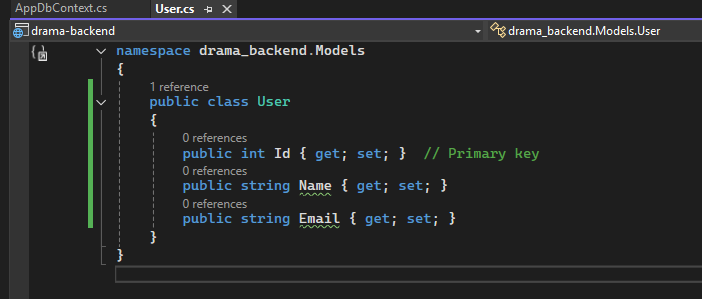 AppDbContext.cs User.cs
drama-backend drama_backend.Models.User
namespace drama_backend.Models
{
1 reference
public class User
{
0 references
public int Id { get; set; } // Primary key
0 references
public string Name { get; set; }
0 references
public string Email { get; set; }
}
}